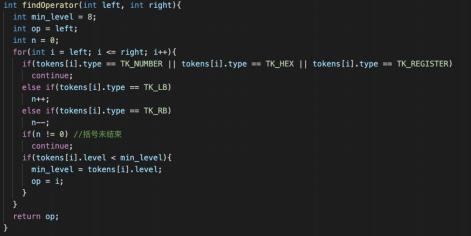 int findOperator(int left, int right){
int min_level = 8;
int op = left;
int n = 0;
for(int i = left; i <= right; i++){
if(tokens[i].type == TK_NUMBER || tokens[i].type == TK_HEX || tokens[i].type == TK_REGISTER)
continue;
else if(tokens[i].type == TK_LB)
n++;
else if(tokens[i].type == TK_RB)
n--;
if(n != 0) //括号未结束
continue;
if(tokens[i].level < min_level){
min_level = tokens[i].level;
op = i;
}
}
return op;
}